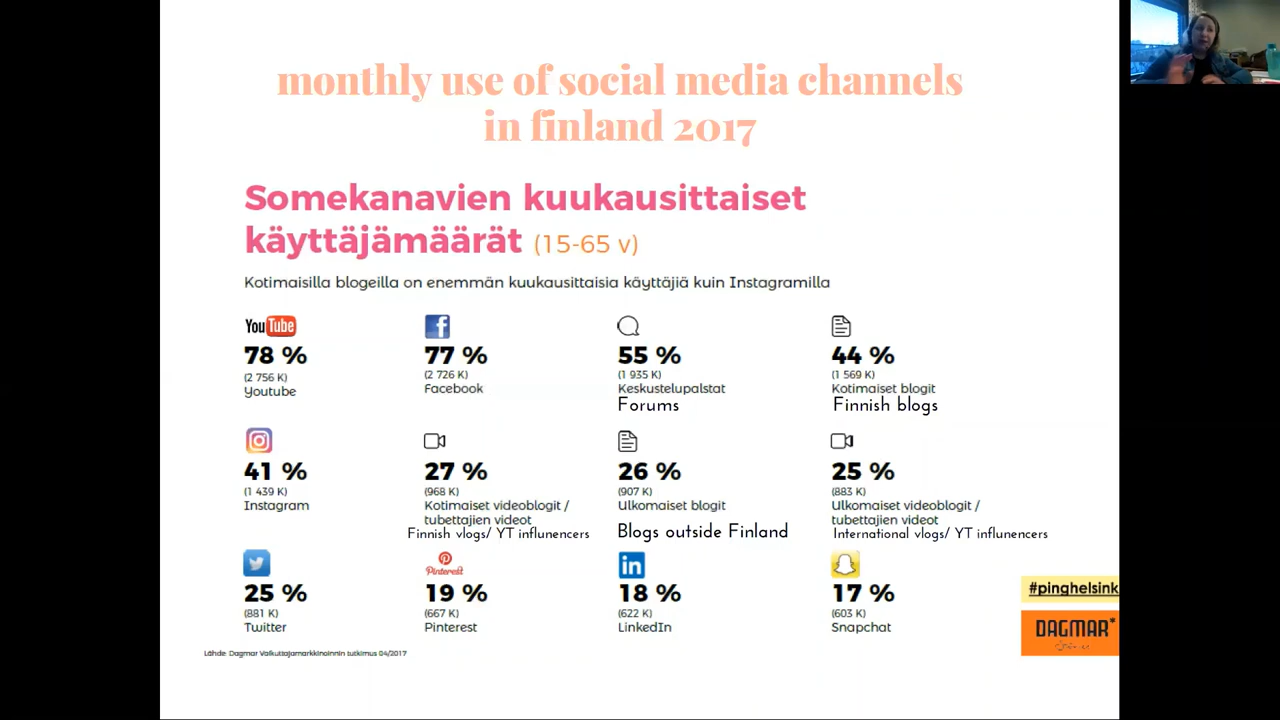 monthly use of social media channels
in finland 2017
Somekanavien kuukausittaiset
käyttäjämäärät (15-65 v)
Kotimaisilla blogeilla on enemmän kuukausittaisia käyttäjiä kuin Instagramilla
YouTube
78 %
(2 756 K)
Youtube
f
77 %
(2 726 K)
Facebook
55 %
(1 935 K)
Keskustelupalstat
Forums
44 %
(1 569 K)
Kotimaiset blogit
Finnish blogs
41 %
(1 439 K)
Instagram
27 %
(968 K)
Kotimaiset videoblogit /
tubettajien videot
Finnish vlogs/ YT influnencers
26 %
(907 K)
Ulkomaiset blogit
Blogs outside Finland
25 %
(883 K)
Ulkomaiset videoblogit /
tubettajien videot
International vlogs/ YT influnencers
25 %
(881 K)
Twitter
Pinterest
19 %
(667 K)
Pinterest
in
18 %
(622 K)
LinkedIn
17 %
(603 K)
Snapchat
#pinghelsink
DAGMAR*
Lähde: Dagmar Vaikuttajamarkkinoinnin tutkimus 04/2017